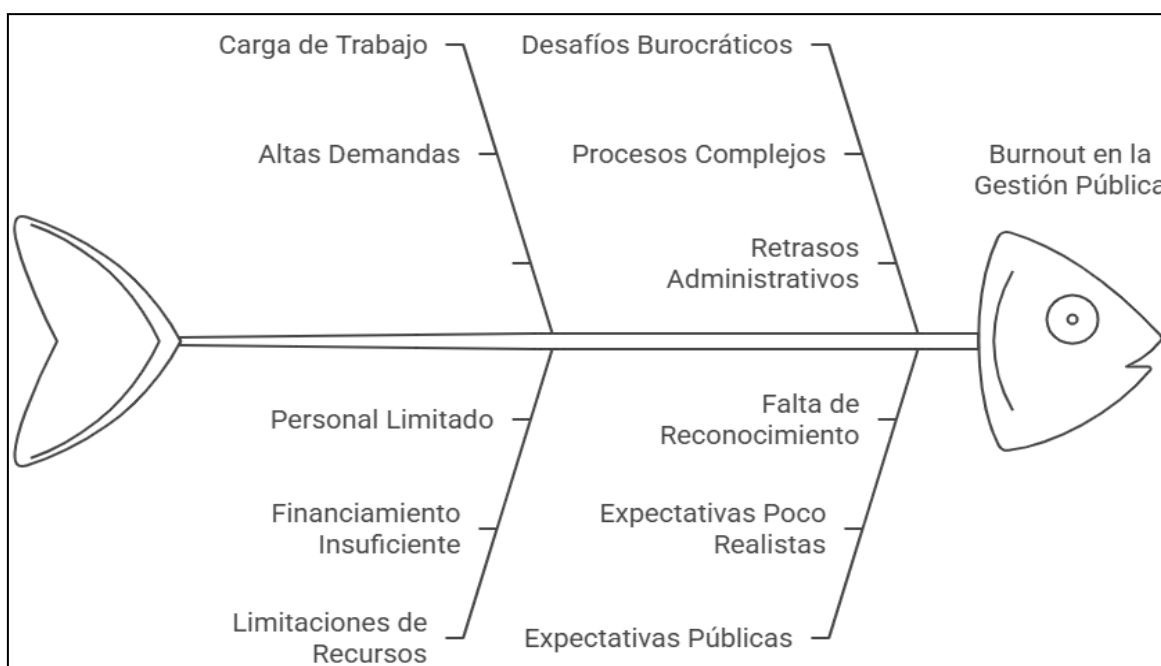 Carga de Trabajo
Altas Demandas
Desafíos Burocráticos
Procesos Complejos
Retrasos
Administrativos
Burnout en la
Gestión Pública
Personal Limitado
Financiamiento
Insuficiente
Limitaciones de
Recursos
Falta de
Reconocimiento
Expectativas Poco
Realistas
Expectativas Públicas